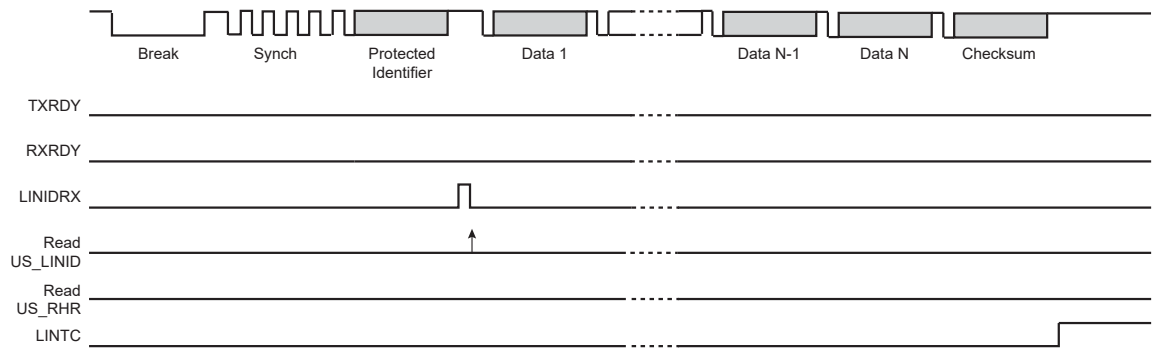 Break Synch Protected Data 1 Data N-1 Data N Checksum
Identifier
TXRDY
RXRDY
LINIDRX
Read
US_LINID
Read
US_RHR
LINTC